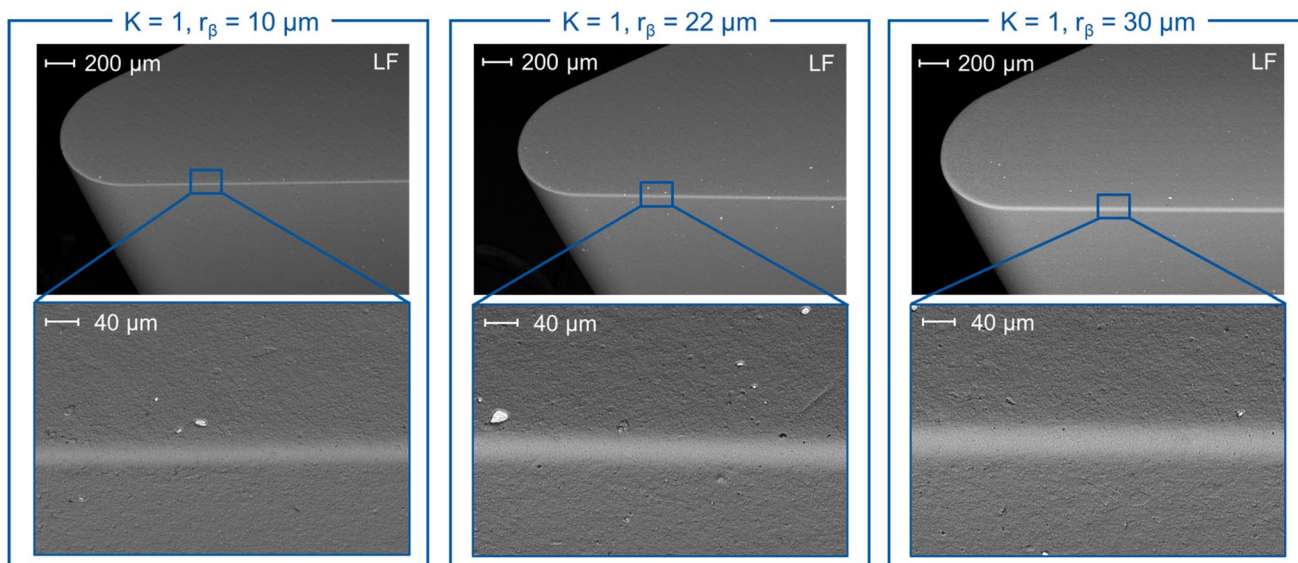 K = 1, rβ = 10 µm
200 µm
LF
40 µm
K = 1, rβ = 22 µm
200 µm
LF
40 µm
K = 1, rβ = 30 µm
200 µm
LF
40 µm